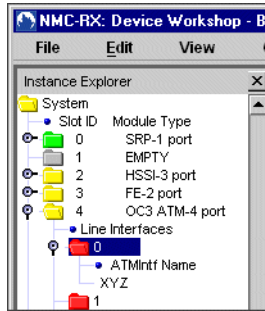 NMC-RX: Device Workshop - B
File Edit View
Instance Explorer
System
Slot ID Module Type
0 SRP-1 port
1 EMPTY
2 HSSI-3 port
3 FE-2 port
4 OC3 ATM-4 port
Line Interfaces
0
ATMIntf Name
XYZ
1